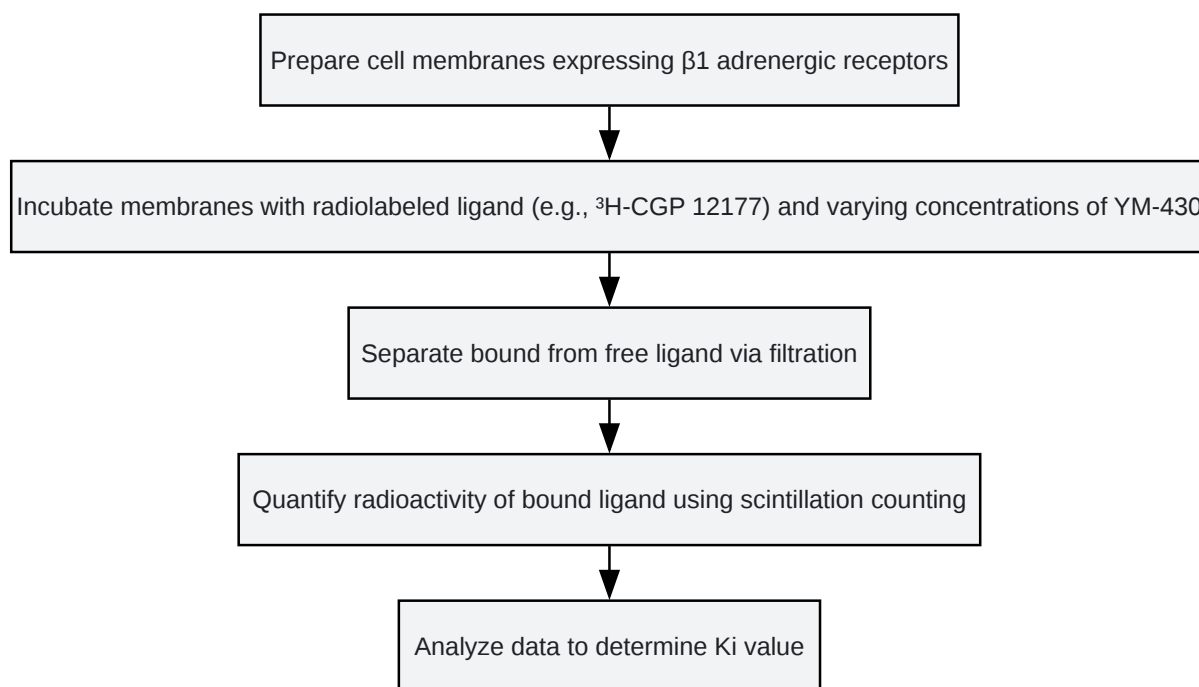 Prepare cell membranes expressing β1 adrenergic receptors
Incubate membranes with radiolabeled ligand (e.g., ³H-CGP 12177) and varying concentrations of YM-430
Separate bound from free ligand via filtration
Quantify radioactivity of bound ligand using scintillation counting
Analyze data to determine Ki value